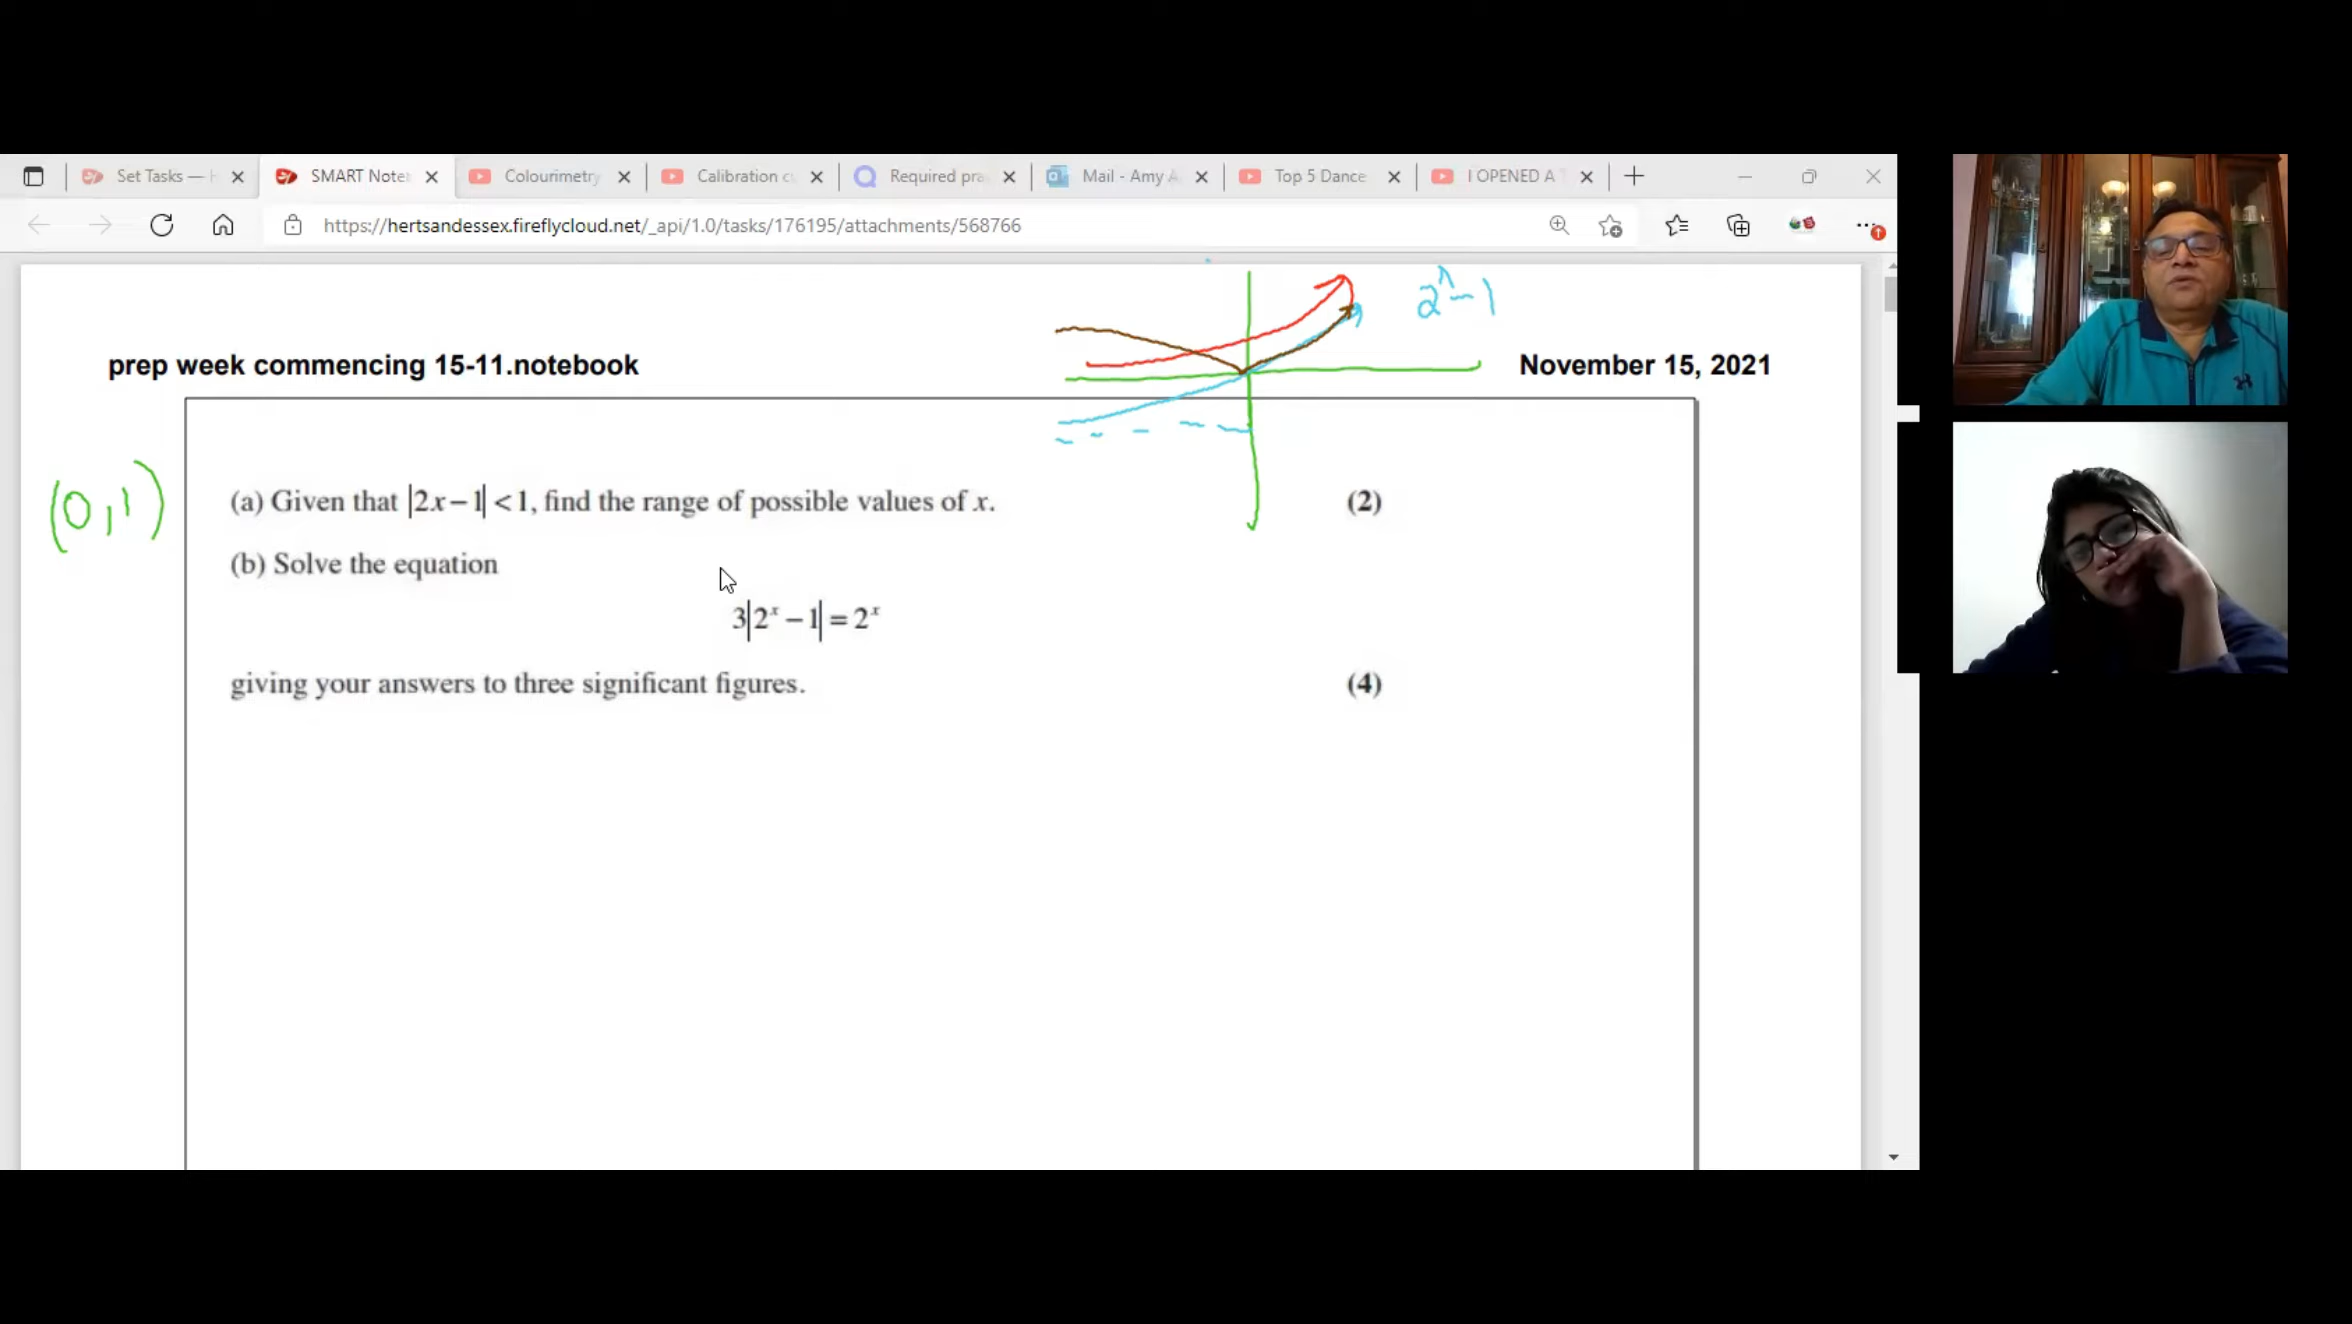 Set Tasks —
SMART Note
Colourimetry
Calibration c
Required pra
Mail - Amy A
Top 5 Dance
I OPENED A
https://hertsandessex.fireflycloud.net/_api/1.0/tasks/176195/attachments/568766
2^x - 1
prep week commencing 15-11.notebook
November 15, 2021
(0,1)
(a) Given that |2x – 1| < 1, find the range of possible values of x.
(2)
(b) Solve the equation
3|2ˣ – 1| = 2ˣ
giving your answers to three significant figures.
(4)